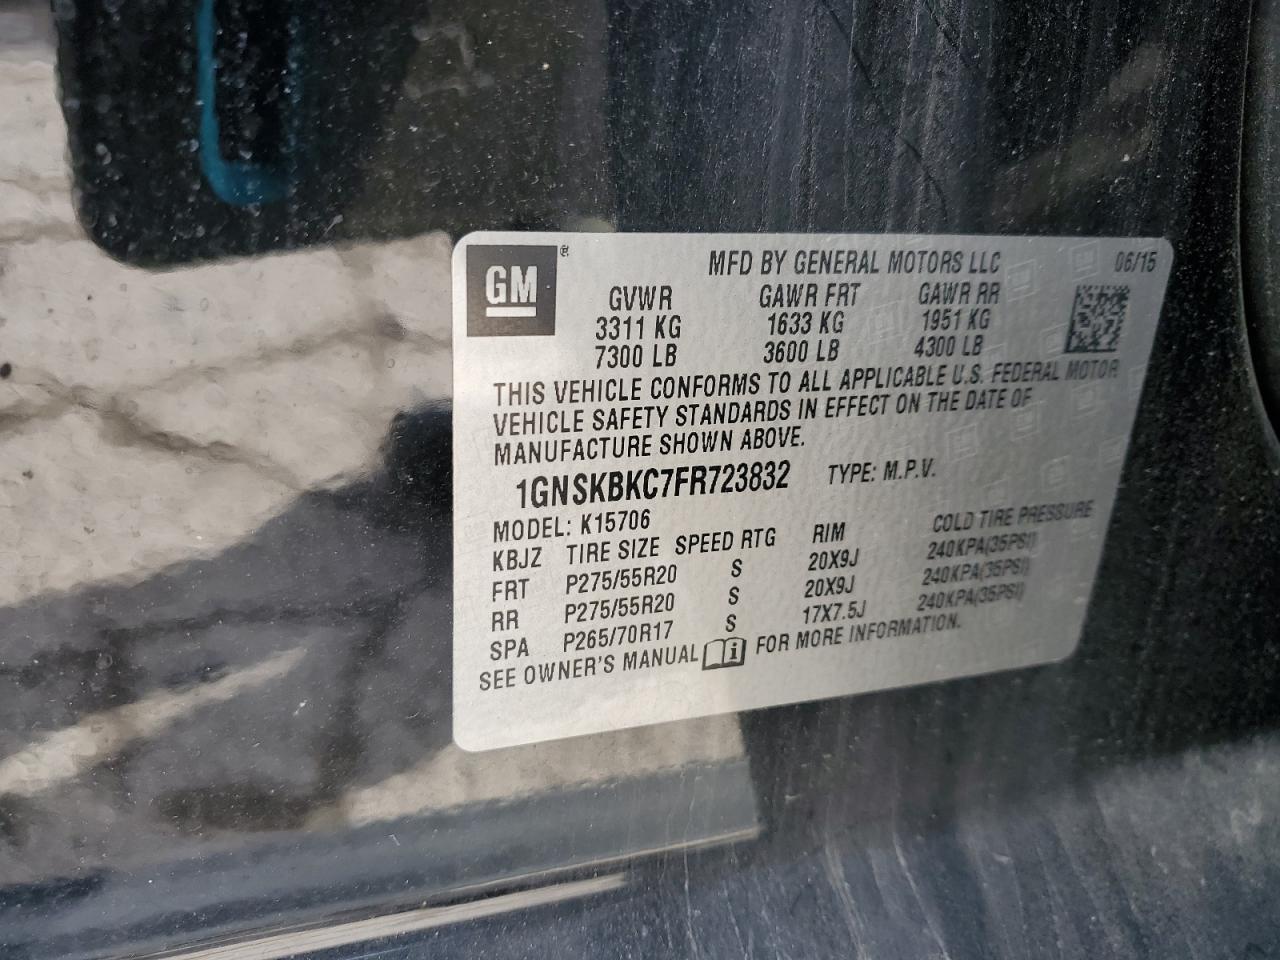 GM ®
MFD BY GENERAL MOTORS LLC 06/15
GVWR GAWR FRT GAWR RR
3311 KG 1633 KG 1951 KG
7300 LB 3600 LB 4300 LB
THIS VEHICLE CONFORMS TO ALL APPLICABLE U.S. FEDERAL MOTOR
VEHICLE SAFETY STANDARDS IN EFFECT ON THE DATE OF
MANUFACTURE SHOWN ABOVE.
1GNSKBKC7FR723832 TYPE: M.P.V.
MODEL: K15706
KBJZ TIRE SIZE SPEED RTG RIM COLD TIRE PRESSURE
FRT P275/55R20 S 20X9J 240KPA(35PSI)
RR P275/55R20 S 20X9J 240KPA(35PSI)
SPA P265/70R17 S 17X7.5J 240KPA(35PSI)
SEE OWNER'S MANUAL FOR MORE INFORMATION.